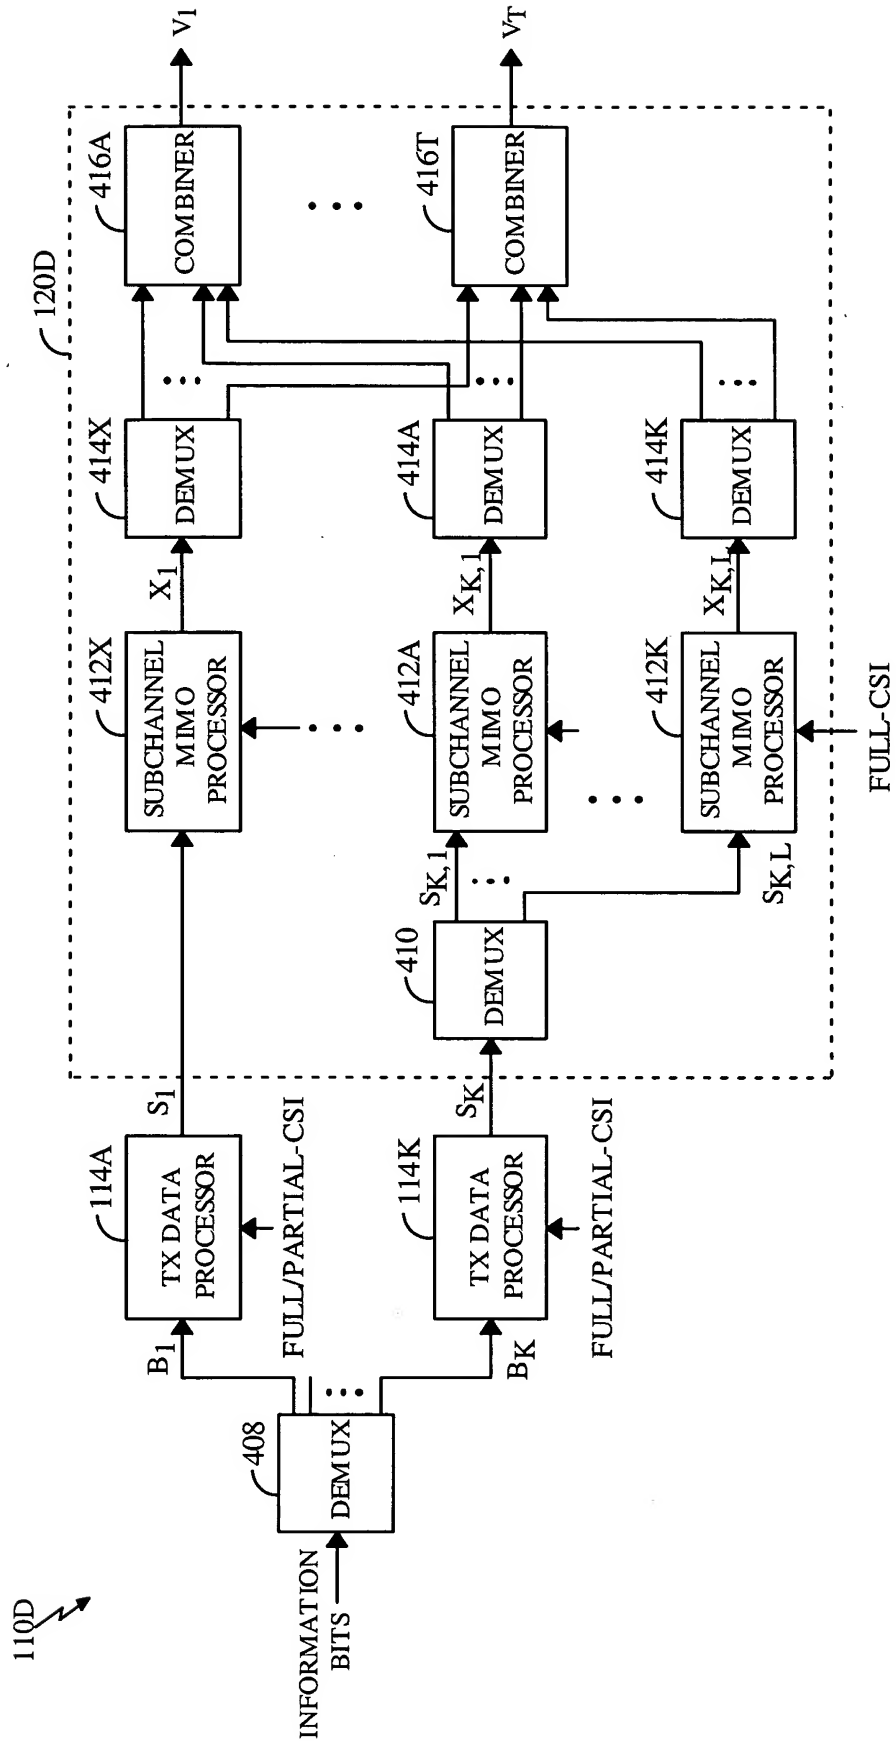 110D
INFORMATION
BITS
408
DEMUX
B1
BK
114A
TX DATA
PROCESSOR
FULL/PARTIAL-CSI
114K
TX DATA
PROCESSOR
FULL/PARTIAL-CSI
S1
SK
120D
410
DEMUX
SK,1
SK,L
412X
SUBCHANNEL
MIMO
PROCESSOR
412A
SUBCHANNEL
MIMO
PROCESSOR
412K
SUBCHANNEL
MIMO
PROCESSOR
FULL-CSI
X1
XK,1
XK,L
414X
DEMUX
414A
DEMUX
414K
DEMUX
416A
COMBINER
416T
COMBINER
V1
VT